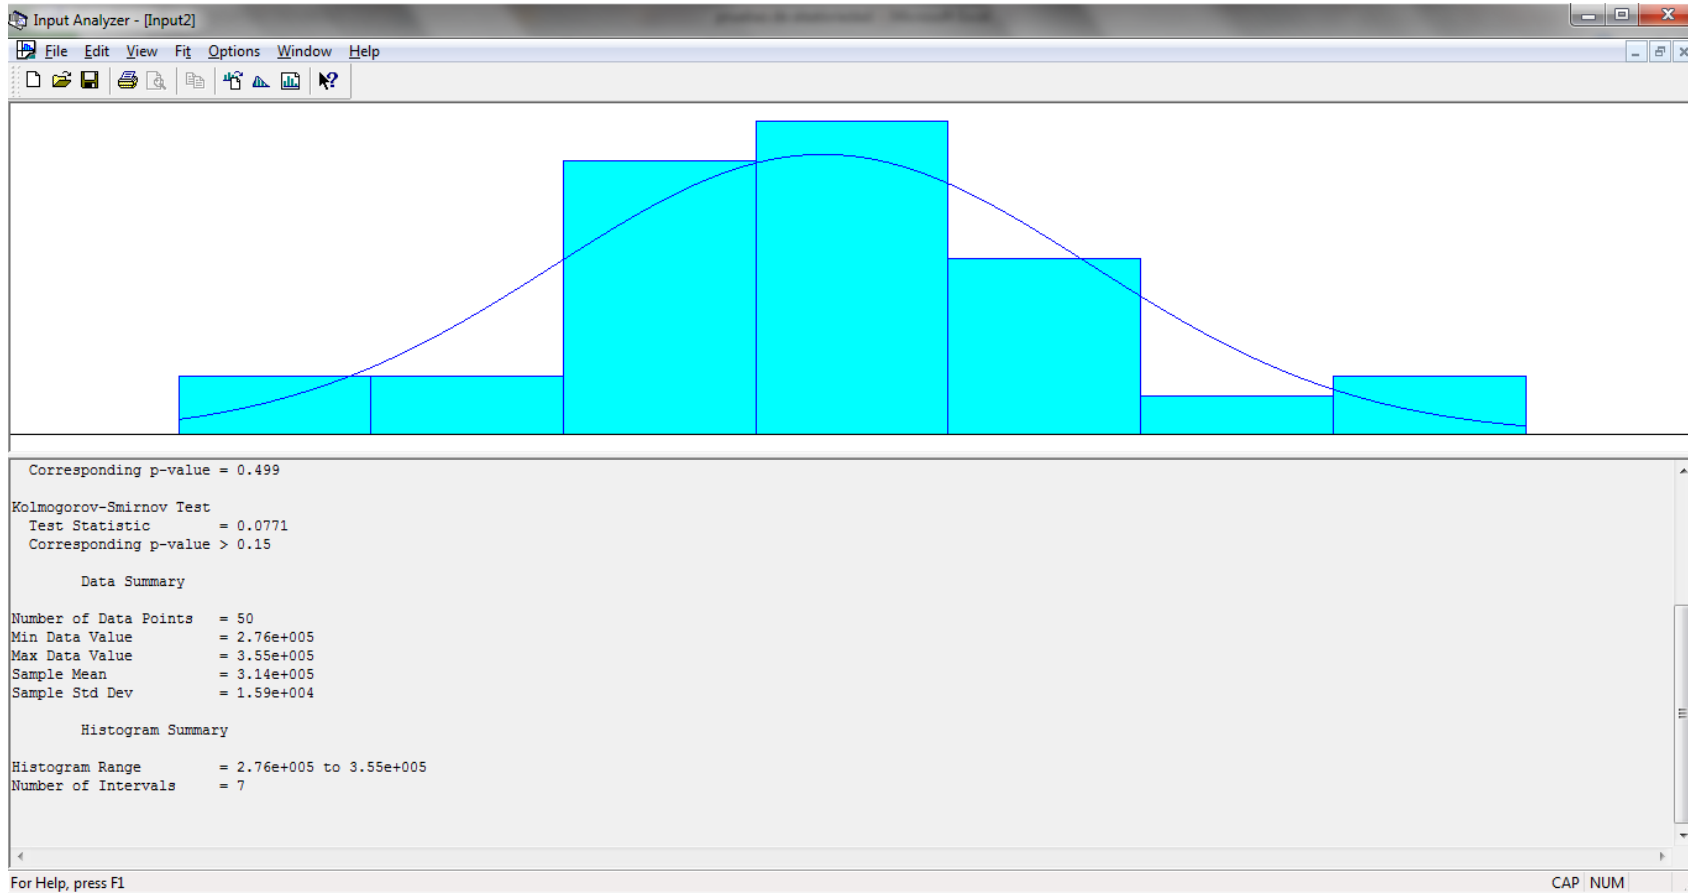 Input Analyzer - [Input2]
File Edit View Fit Options Window Help
Corresponding p-value = 0.499
Kolmogorov-Smirnov Test
Test Statistic = 0.0771
Corresponding p-value > 0.15
Data Summary
Number of Data Points = 50
Min Data Value = 2.76e+005
Max Data Value = 3.55e+005
Sample Mean = 3.14e+005
Sample Std Dev = 1.59e+004
Histogram Summary
Histogram Range = 2.76e+005 to 3.55e+005
Number of Intervals = 7
For Help, press F1
CAP NUM